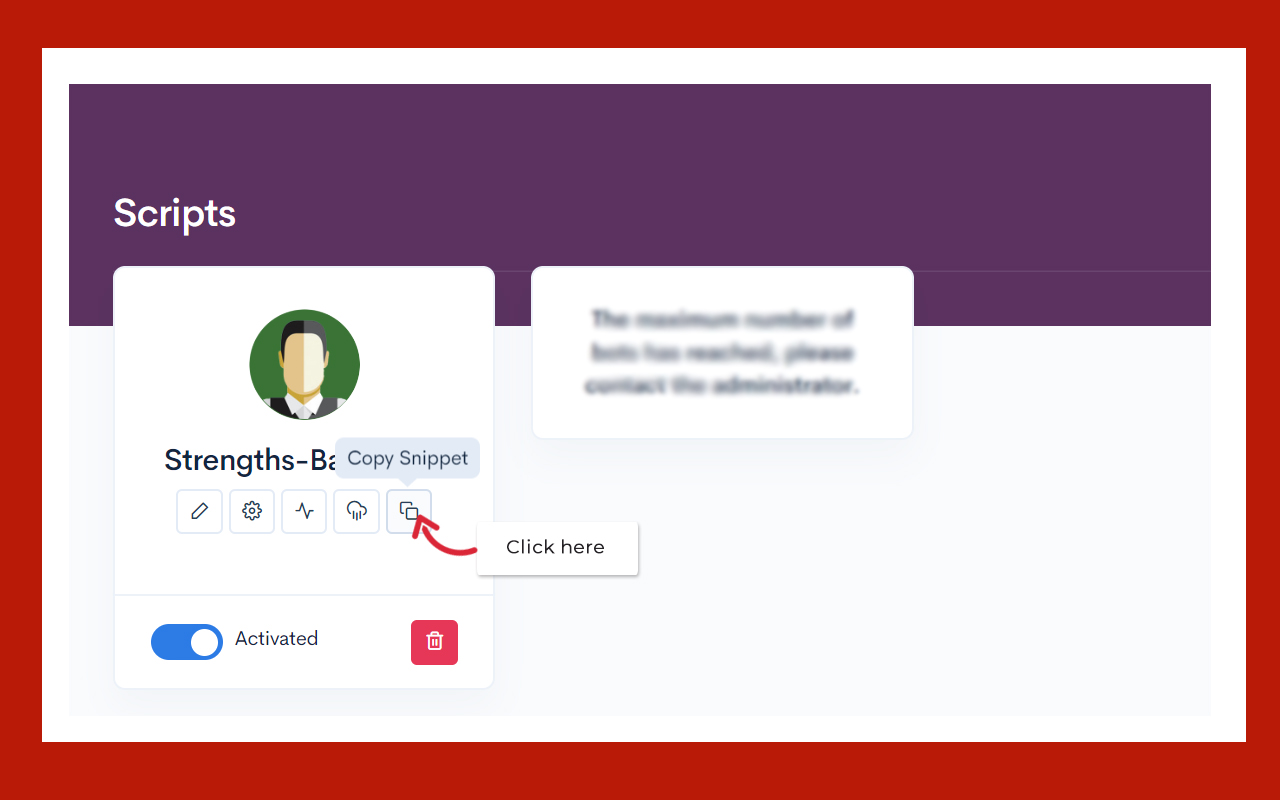 Scripts
The maximum number of
bots has reached, please
contact the administrator.
Strengths-Ba
Copy Snippet
Click here
Activated